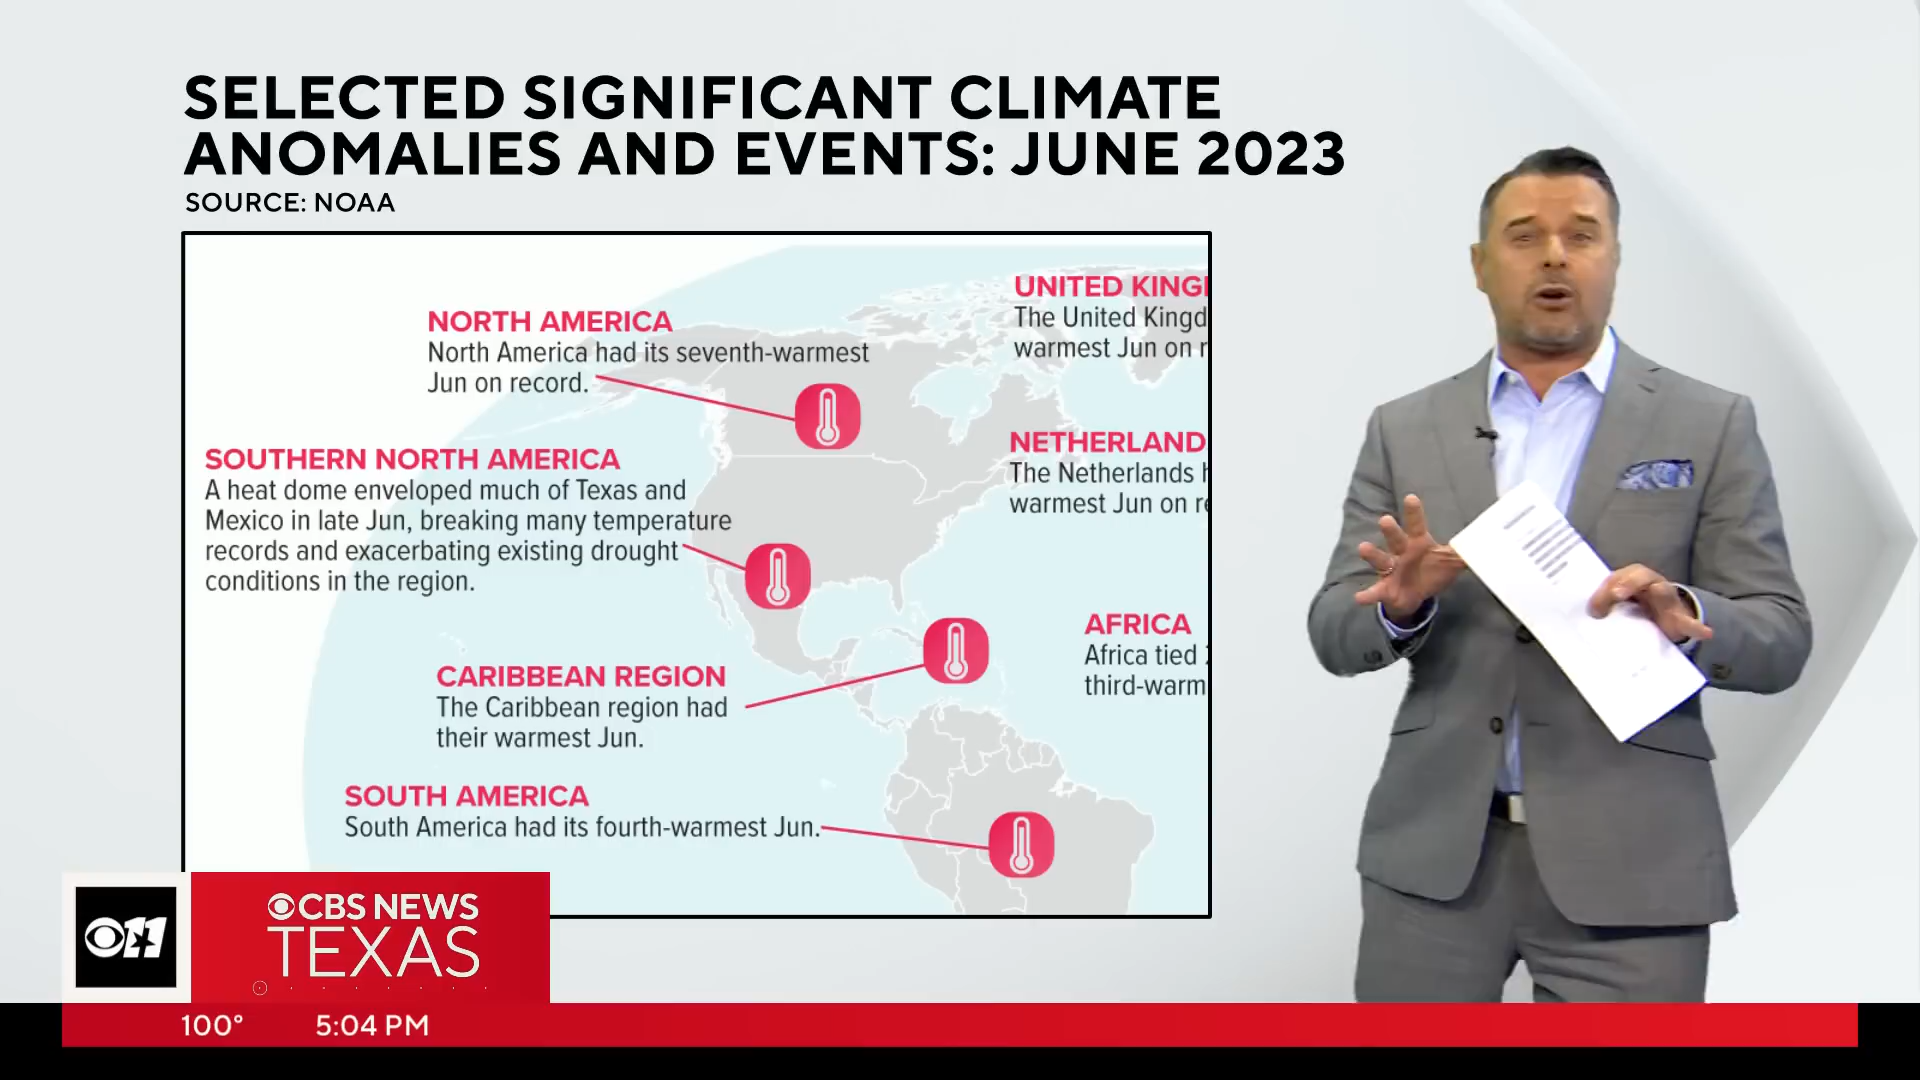 SELECTED SIGNIFICANT CLIMATE
ANOMALIES AND EVENTS: JUNE 2023
SOURCE: NOAA
NORTH AMERICA
North America had its seventh-warmest
Jun on record.
SOUTHERN NORTH AMERICA
A heat dome enveloped much of Texas and
Mexico in late Jun, breaking many temperature
records and exacerbating existing drought
conditions in the region.
CARIBBEAN REGION
The Caribbean region had
their warmest Jun.
SOUTH AMERICA
South America had its fourth-warmest Jun.
UNITED KING
The United Kingd
warmest Jun on r
NETHERLAND
The Netherlands
warmest Jun on r
AFRICA
Africa tied
third-warm
11
CBS NEWS
TEXAS
100° 5:04 PM